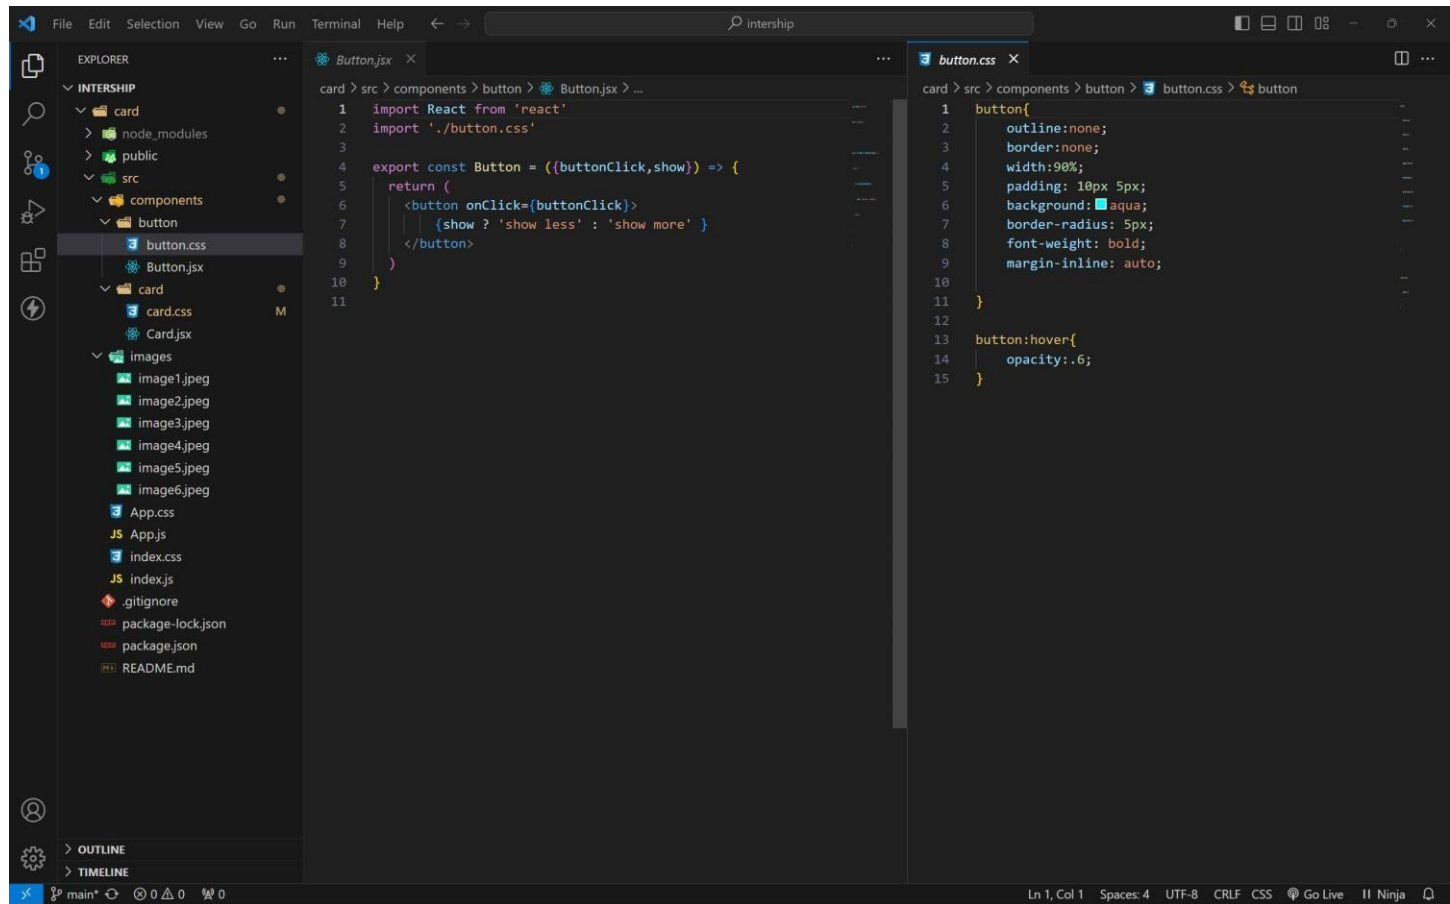 File Edit Selection View Go Run Terminal Help
intership
EXPLORER
INTERSHIP
card
node_modules
public
src
components
button
button.css
Button.jsx
card
card.css M
Card.jsx
images
image1.jpeg
image2.jpeg
image3.jpeg
image4.jpeg
image5.jpeg
image6.jpeg
App.css
JS App.js
index.css
JS index.js
.gitignore
package-lock.json
package.json
README.md
OUTLINE
TIMELINE
Button.jsx
card > src > components > button > Button.jsx > ...
1 import React from 'react'
2 import './button.css'
3
4 export const Button = ({buttonClick,show}) => {
5 return (
6 <button onClick={buttonClick}>
7 {show ? 'show less' : 'show more' }
8 </button>
9 )
10 }
11
button.css
card > src > components > button > button.css > button
1 button{
2 outline:none;
3 border:none;
4 width:90%;
5 padding: 10px 5px;
6 background: aqua;
7 border-radius: 5px;
8 font-weight: bold;
9 margin-inline: auto;
10
11 }
12
13 button:hover{
14 opacity:.6;
15 }
1
main* 0 0 0
Ln 1, Col 1 Spaces: 4 UTF-8 CRLF CSS Go Live Ninja